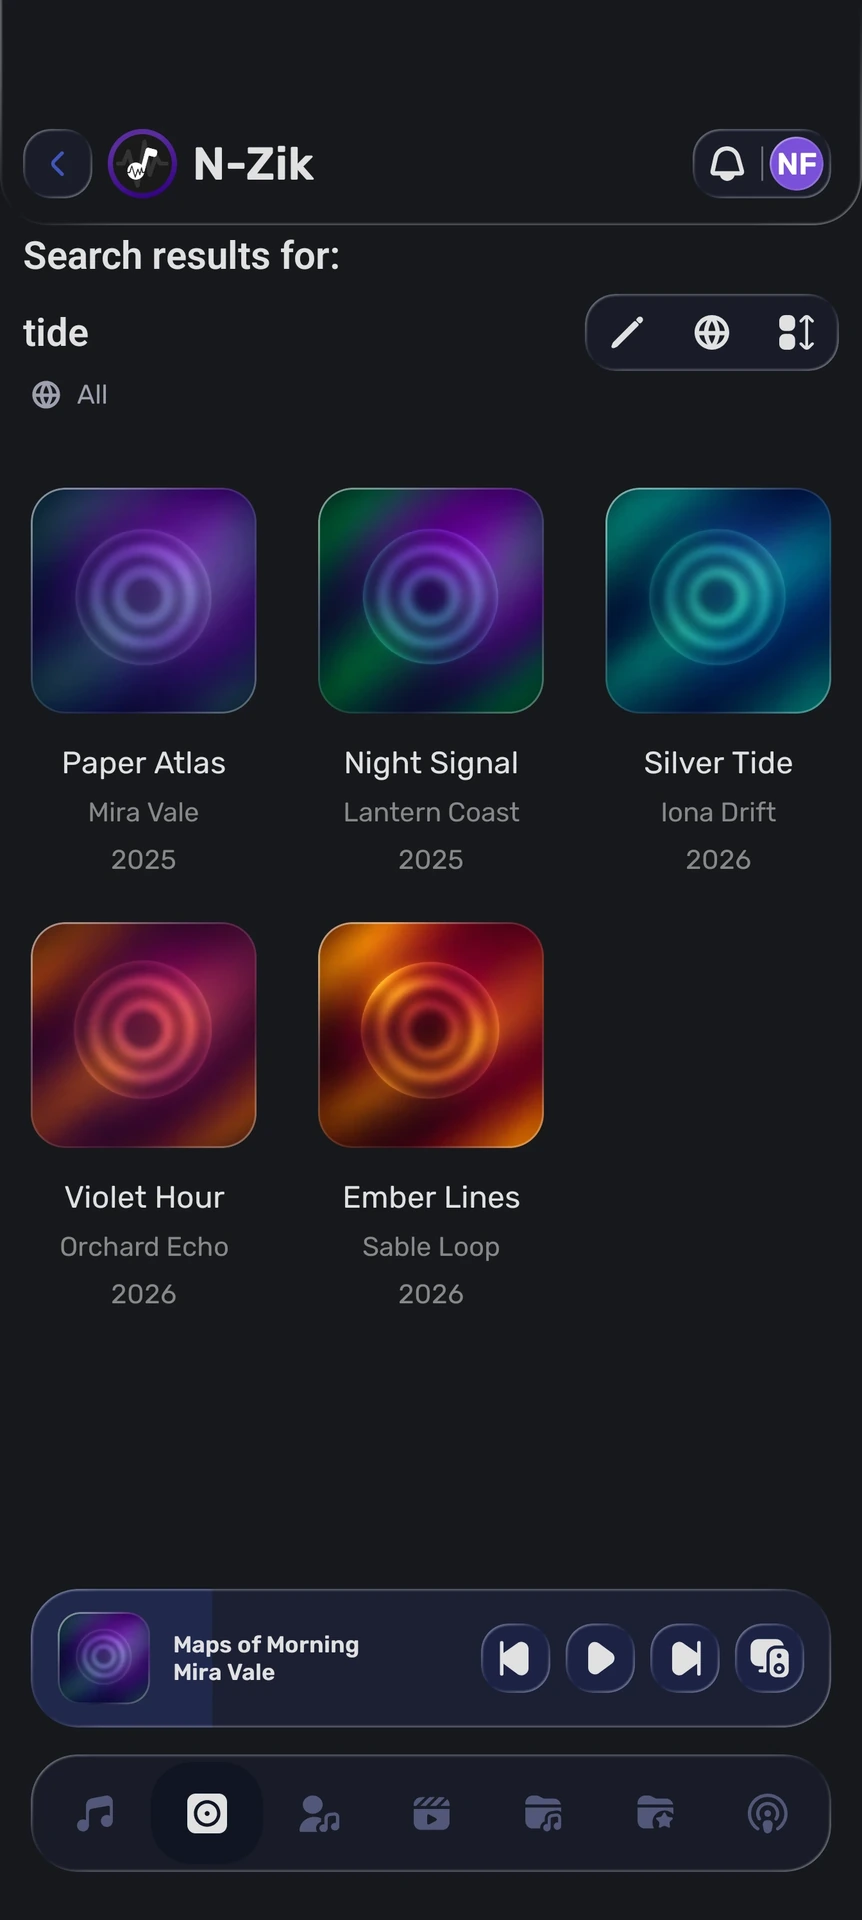 N-Zik
NF
Search results for:
tide
All
Paper Atlas
Mira Vale
2025
Night Signal
Lantern Coast
2025
Silver Tide
Iona Drift
2026
Violet Hour
Orchard Echo
2026
Ember Lines
Sable Loop
2026
Maps of Morning
Mira Vale